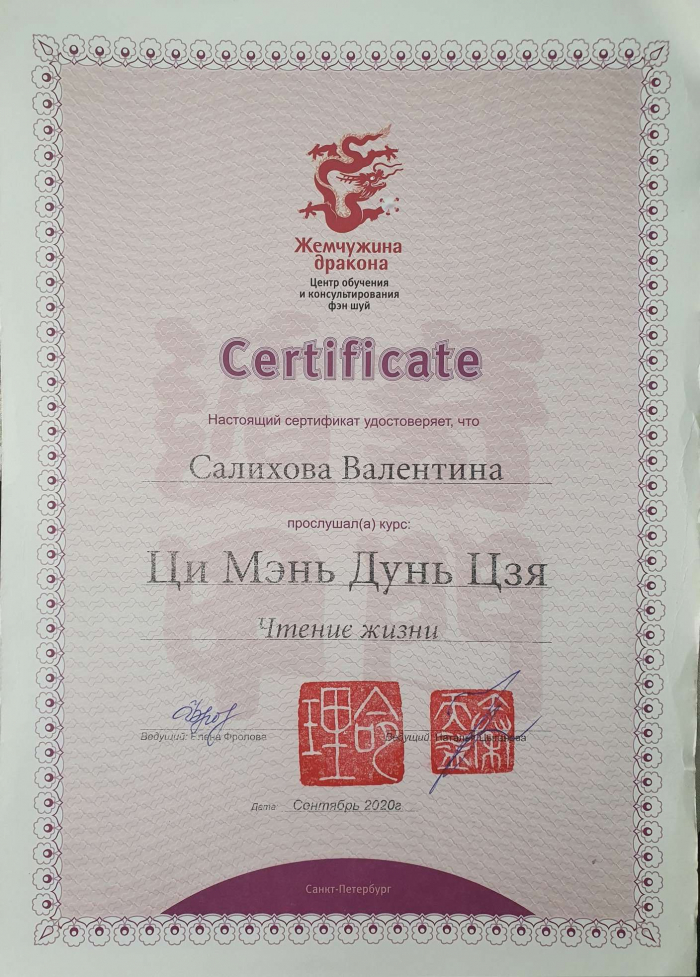 Жемчужина
дракона
Центр обучения
и консультирования
фэн шуй
Certificate
Настоящий сертификат удостоверяет, что
Салихова Валентина
прослушал(а) курс:
Ци Мэнь Дунь Цзя
Чтение жизни
Ведущий: Елена Фролова
Ведущий: Наталья
Дата Сентябрь 2020г
Санкт-Петербург